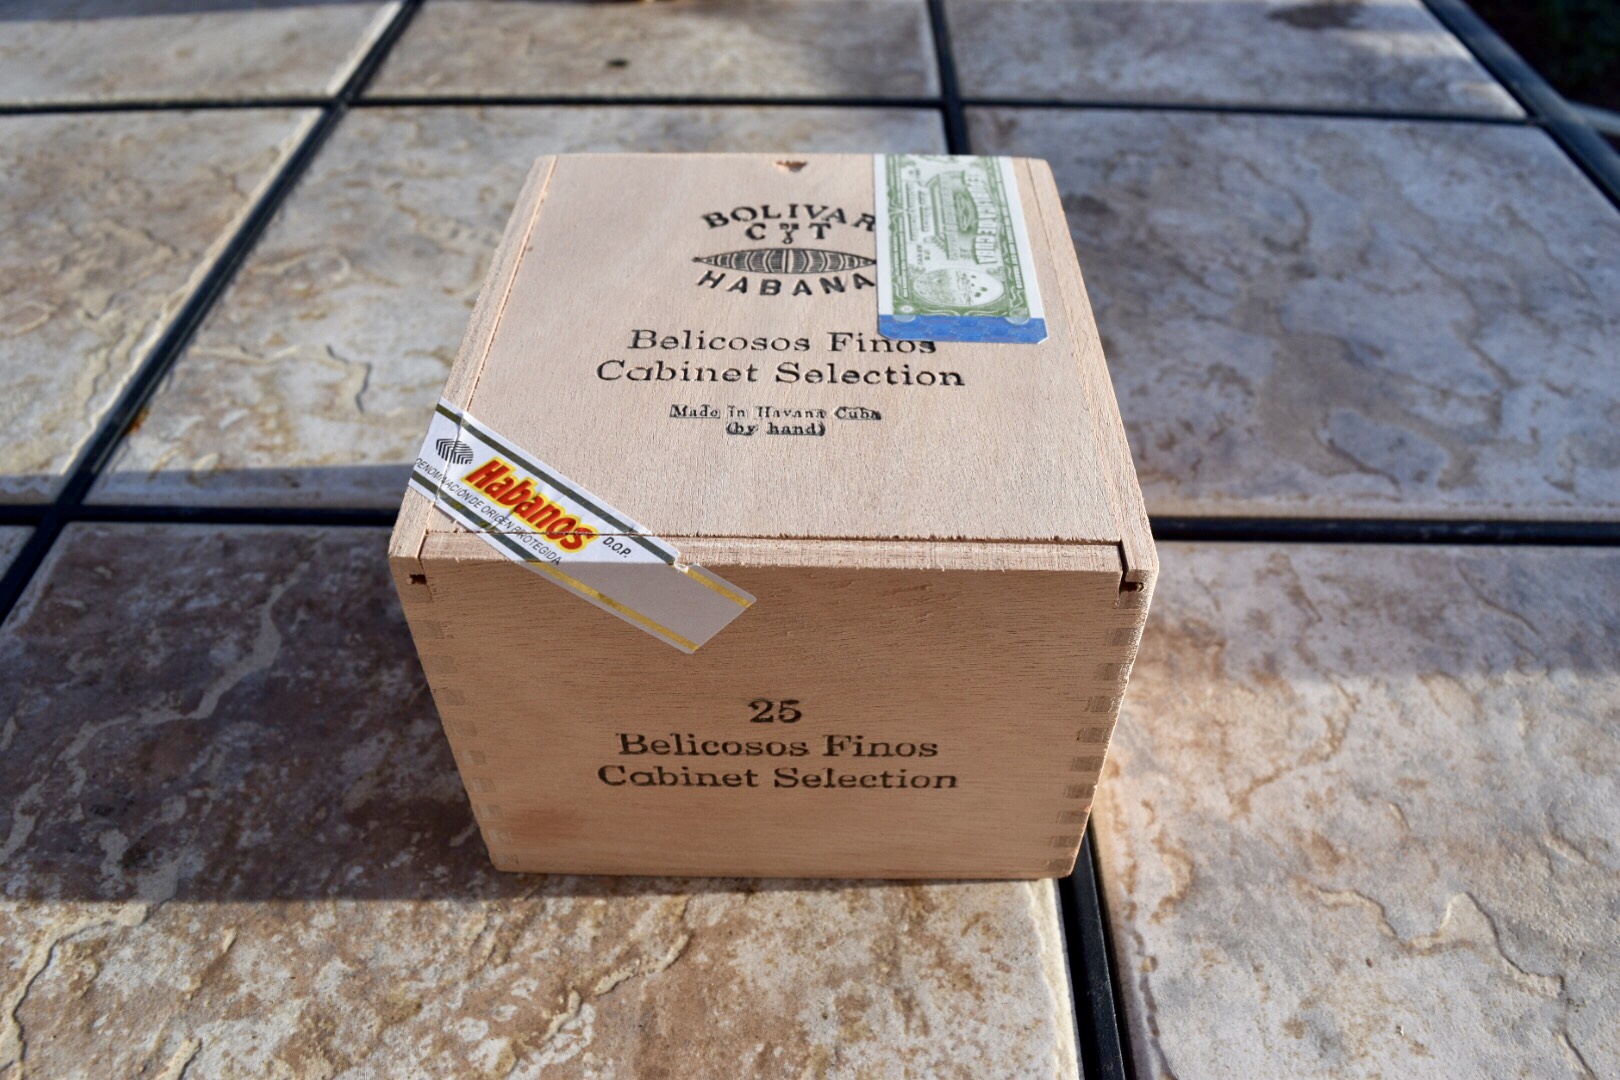 BOLIVAR
C Y T
HABANA
Belicosos Finos
Cabinet Selection
Made in Havana Cuba
(by hand)
Habanos
D.O.P.
DENOMINACIÓN DE ORIGEN PROTEGIDA
25
Belicosos Finos
Cabinet Selection